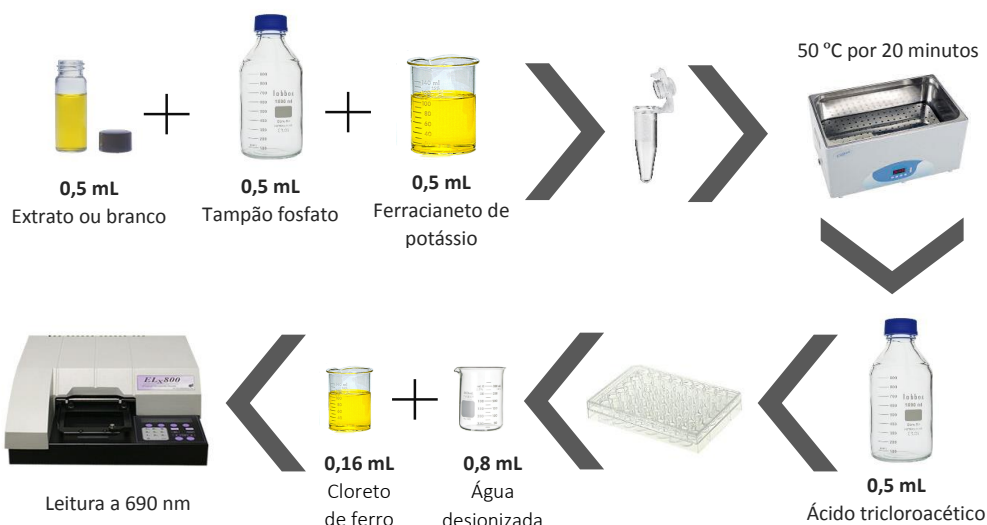 50 ºC por 20 minutos
0,5 mL
Extrato ou branco
0,5 mL
Tampão fosfato
0,5 mL
Ferracianeto de
potássio
ELx800
Leitura a 690 nm
0,16 mL
Cloreto
de ferro
0,8 mL
Água
desionizada
0,5 mL
Ácido tricloroacético